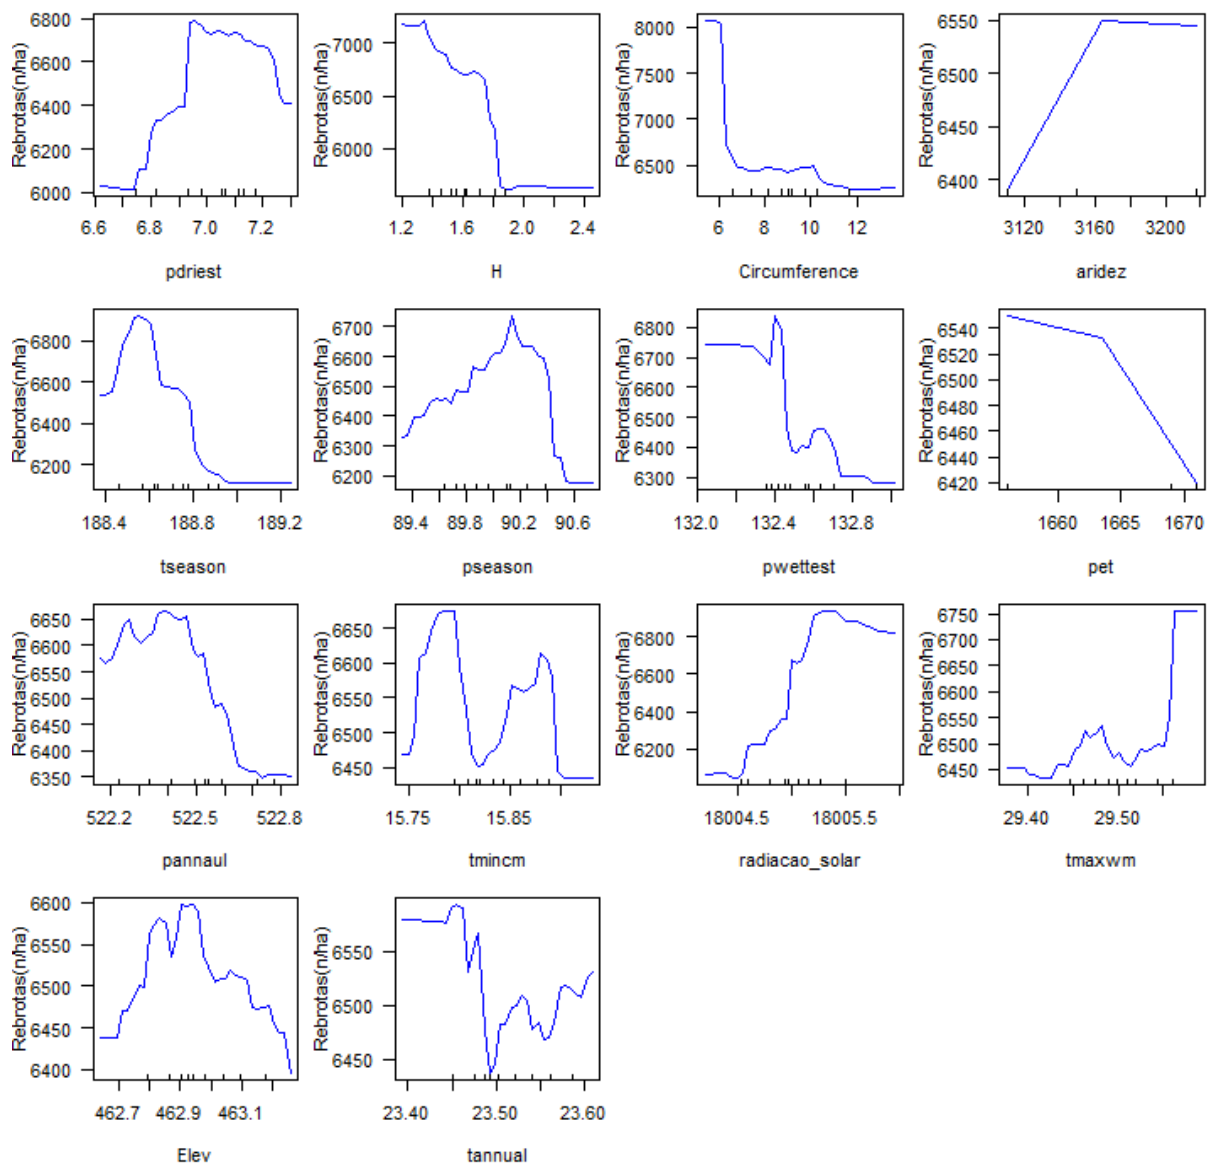 Rebrotas(n/ha)
6800
6600
6400
6200
6000
6.6 6.8 7.0 7.2
pdriest
Rebrotas(n/ha)
7000
6500
6000
1.2 1.6 2.0 2.4
H
Rebrotas(n/ha)
8000
7500
7000
6500
6 8 10 12
Circumference
Rebrotas(n/ha)
6550
6500
6450
6400
3120 3160 3200
aridez
Rebrotas(n/ha)
6800
6600
6400
6200
188.4 188.8 189.2
tseason
Rebrotas(n/ha)
6700
6600
6500
6400
6300
6200
89.4 89.8 90.2 90.6
pseason
Rebrotas(n/ha)
6800
6700
6600
6500
6400
6300
132.0 132.4 132.8
pwettest
Rebrotas(n/ha)
6540
6520
6500
6480
6460
6440
6420
1660 1665 1670
pet
Rebrotas(n/ha)
6650
6600
6550
6500
6450
6400
6350
522.2 522.5 522.8
pannaul
Rebrotas(n/ha)
6650
6600
6550
6500
6450
15.75 15.85
tmincm
Rebrotas(n/ha)
6800
6600
6400
6200
18004.5 18005.5
radiacao_solar
Rebrotas(n/ha)
6750
6700
6650
6600
6550
6500
6450
29.40 29.50
tmaxwm
Rebrotas(n/ha)
6600
6550
6500
6450
6400
462.7 462.9 463.1
Elev
Rebrotas(n/ha)
6550
6500
6450
23.40 23.50 23.60
tannual